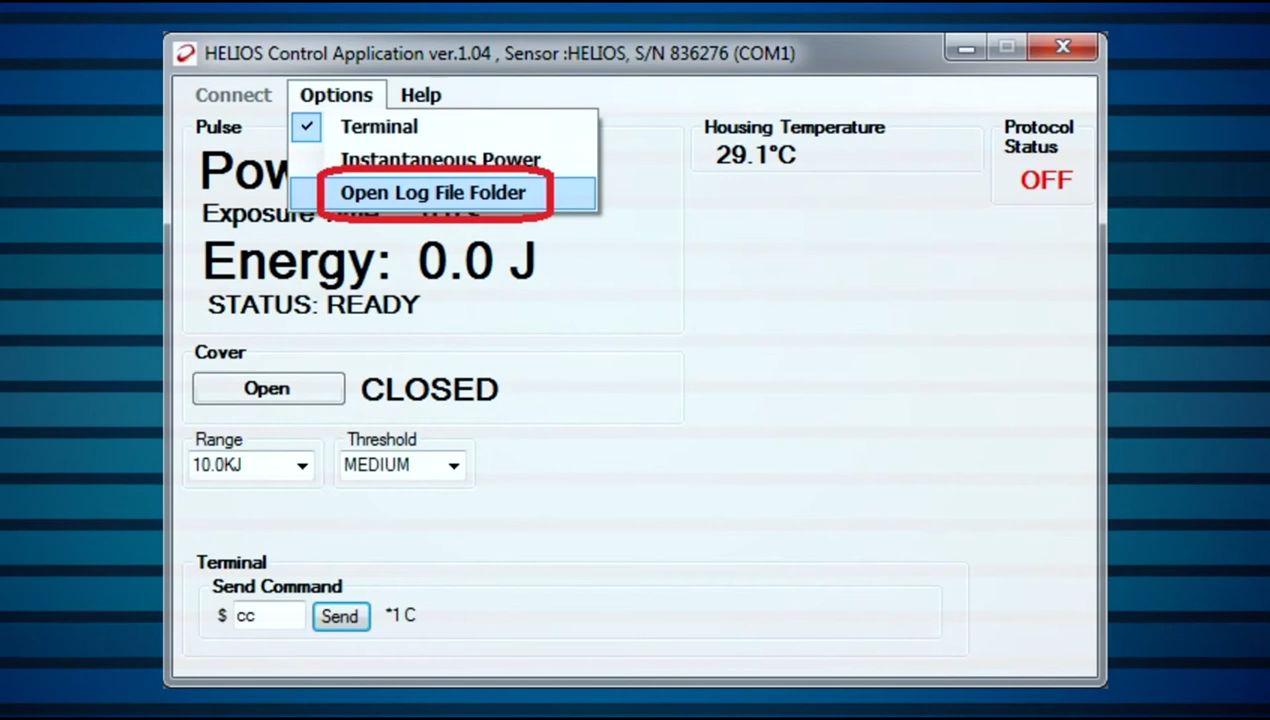 HELIOS Control Application ver.1.04 , Sensor :HELIOS, S/N 836276 (COM1)
Connect Options Help
Terminal
Instantaneous Power
Open Log File Folder
Pulse
Exposure
Energy: 0.0 J
STATUS: READY
Housing Temperature
29.1°C
Protocol
Status
OFF
Cover
Open CLOSED
Range
10.0KJ
Threshold
MEDIUM
Terminal
Send Command
$ cc Send *1 C